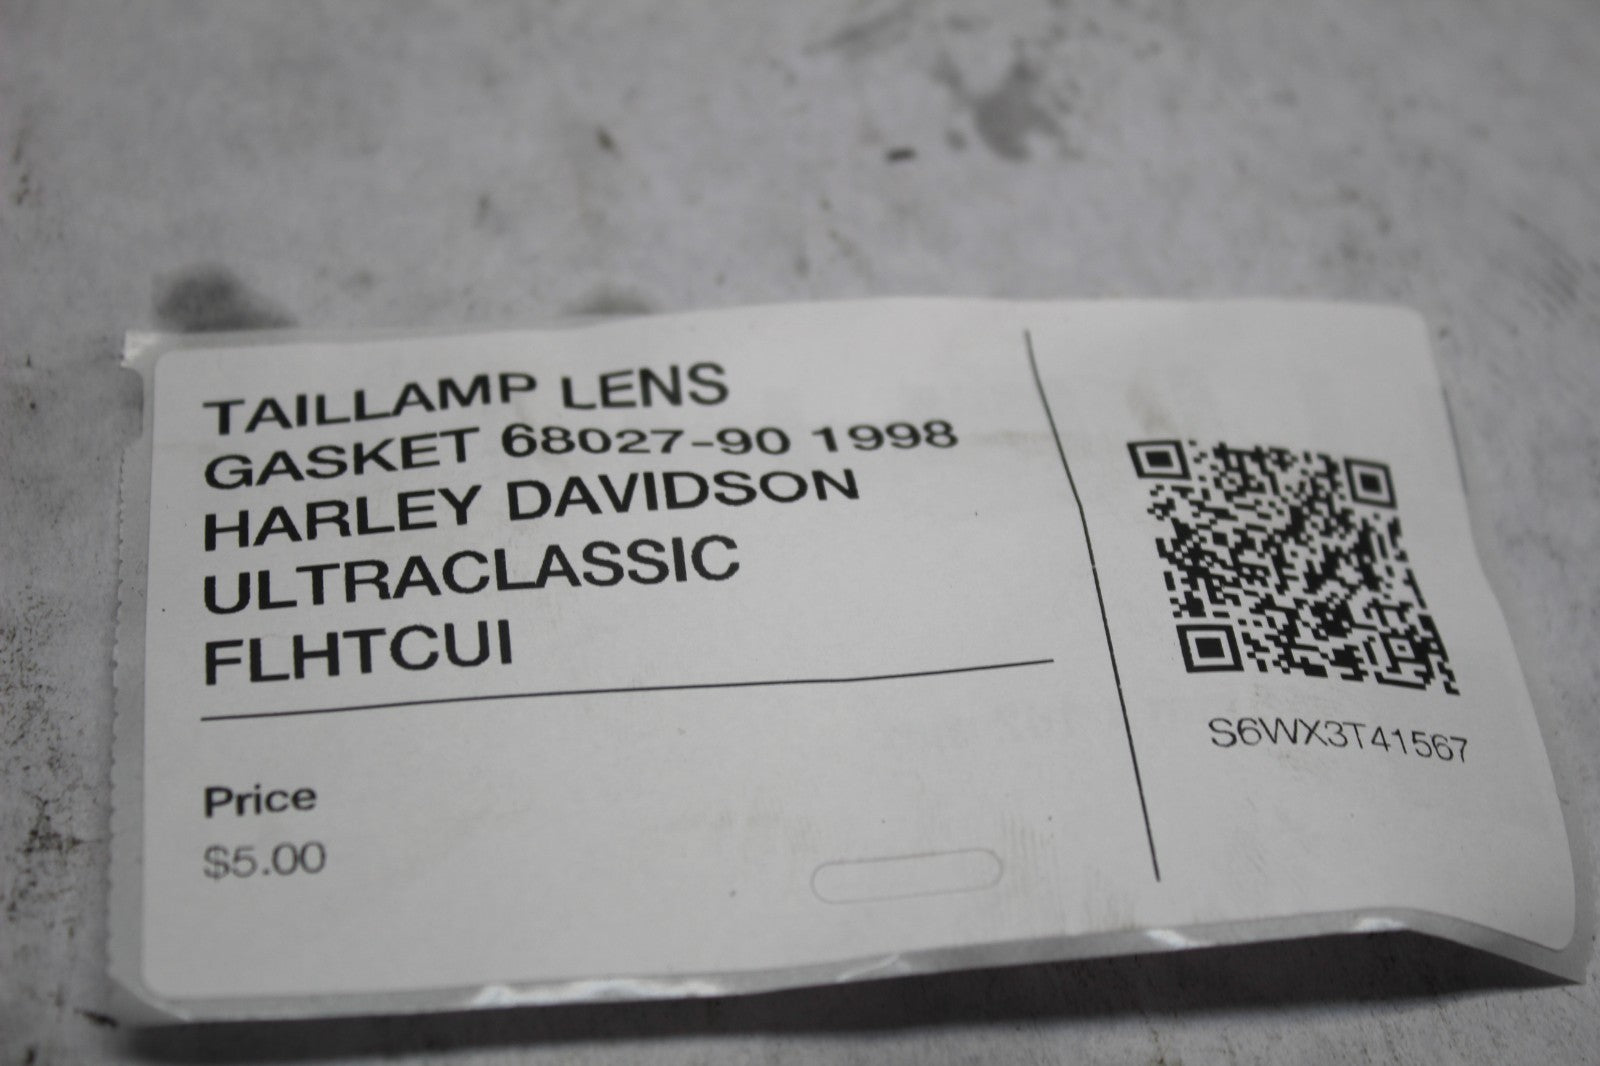 TAILLAMP LENS
GASKET 68027-90 1998
HARLEY DAVIDSON
ULTRACLASSIC
FLHTCUI
Price
$5.00
S6WX3T41567